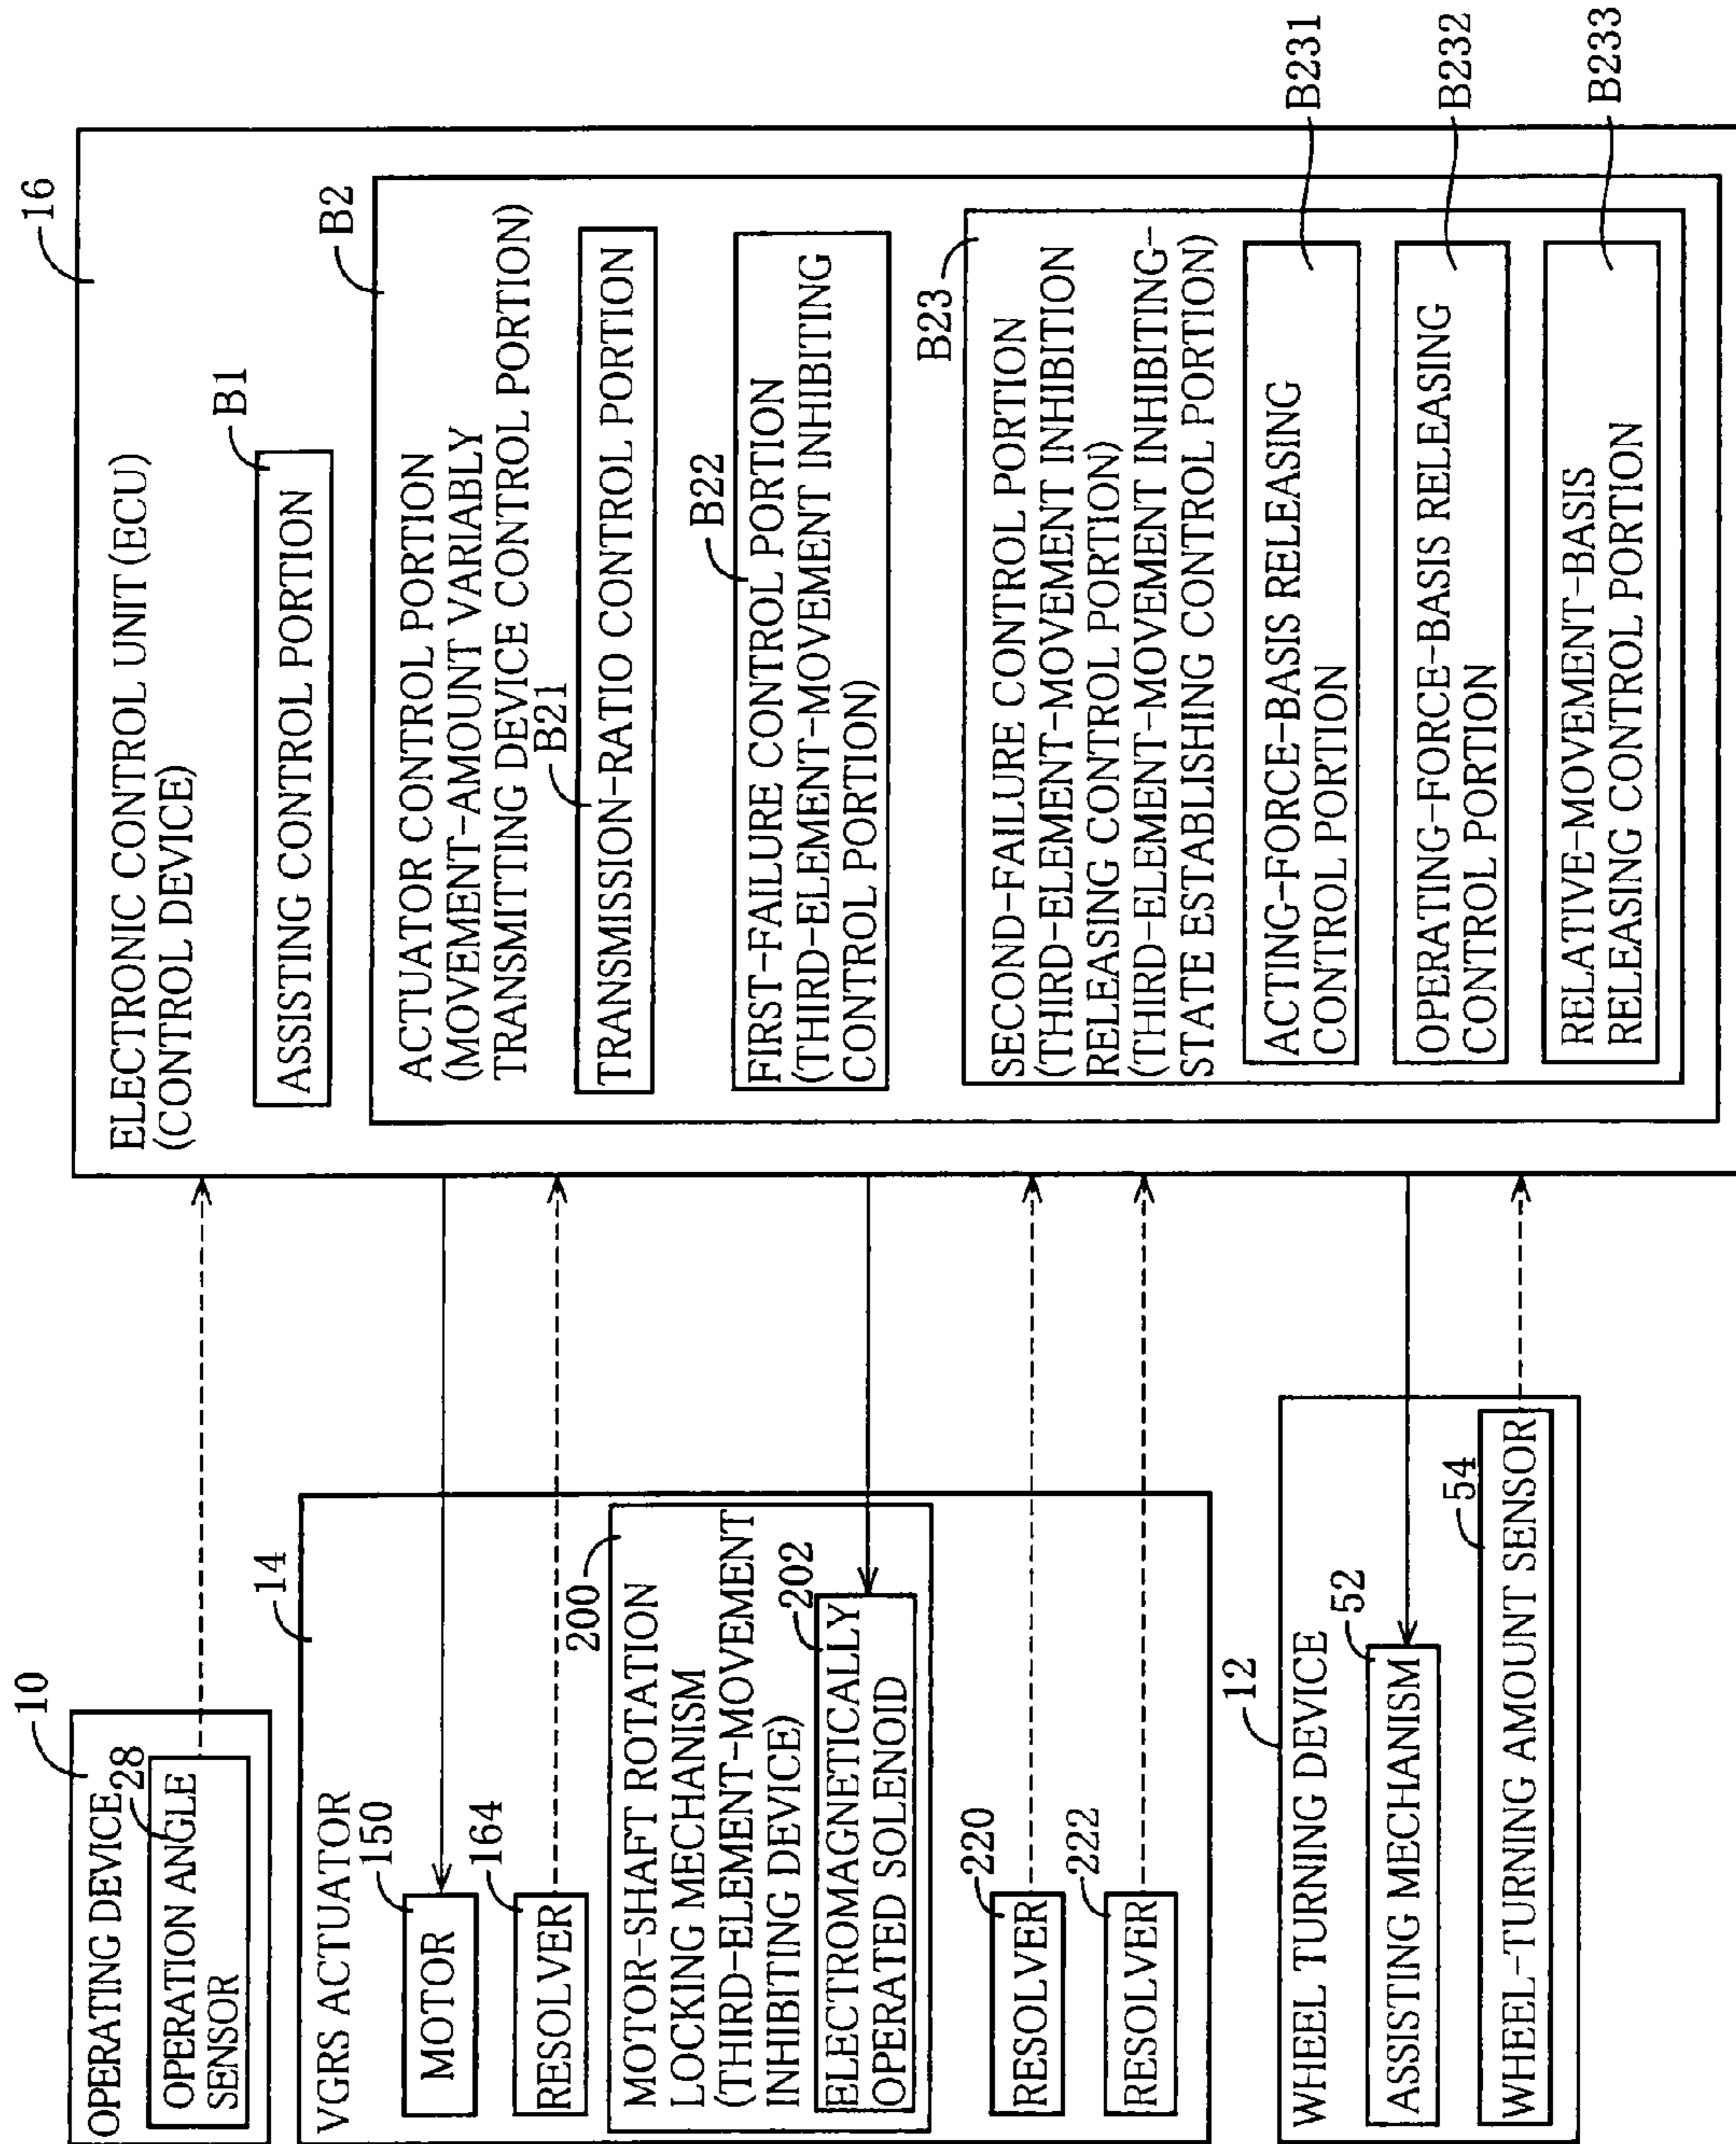 10
OPERATING DEVICE
28
OPERATION ANGLE
SENSOR
14
VGRS ACTUATOR
150
MOTOR
164
RESOLVER
200
MOTOR-SHAFT ROTATION
LOCKING MECHANISM
(THIRD-ELEMENT-MOVEMENT
INHIBITING DEVICE)
202
ELECTROMAGNETICALLY
OPERATED SOLENOID
220
RESOLVER
222
RESOLVER
12
WHEEL TURNING DEVICE
52
ASSISTING MECHANISM
54
WHEEL-TURNING AMOUNT SENSOR
16
ELECTRONIC CONTROL UNIT (ECU)
(CONTROL DEVICE)
B1
ASSISTING CONTROL PORTION
B2
ACTUATOR CONTROL PORTION
(MOVEMENT-AMOUNT VARIABLY
TRANSMITTING DEVICE CONTROL PORTION)
B21
TRANSMISSION-RATIO CONTROL PORTION
B22
FIRST-FAILURE CONTROL PORTION
(THIRD-ELEMENT-MOVEMENT INHIBITING
CONTROL PORTION)
B23
SECOND-FAILURE CONTROL PORTION
(THIRD-ELEMENT-MOVEMENT INHIBITION
RELEASING CONTROL PORTION)
(THIRD-ELEMENT-MOVEMENT INHIBITING-
STATE ESTABLISHING CONTROL PORTION)
B231
ACTING-FORCE-BASIS RELEASING
CONTROL PORTION
B232
OPERATING-FORCE-BASIS RELEASING
CONTROL PORTION
B233
RELATIVE-MOVEMENT-BASIS
RELEASING CONTROL PORTION